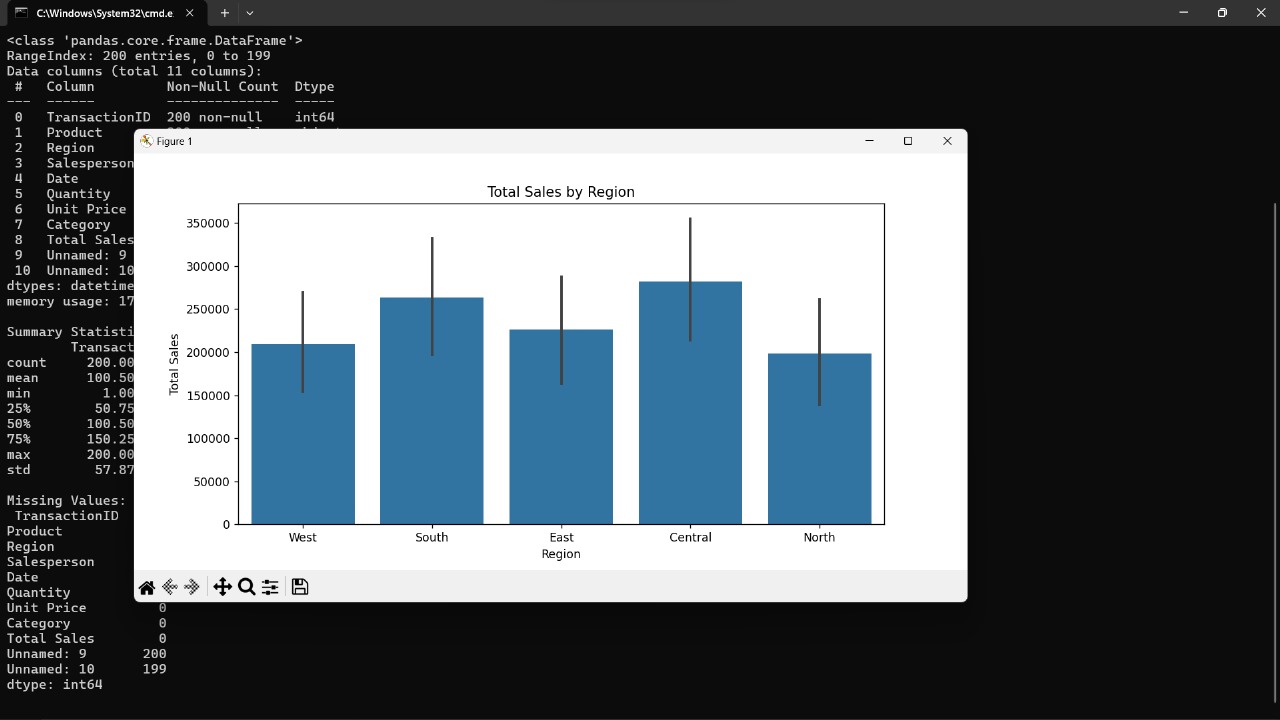 C:\Windows\System32\cmd.e
<class 'pandas.core.frame.DataFrame'>
RangeIndex: 200 entries, 0 to 199
Data columns (total 11 columns):
 #   Column         Non-Null Count  Dtype
---  ------         --------------  -----
 0   TransactionID  200 non-null    int64
 1   Product
 2   Region
 3   Salesperson
 4   Date
 5   Quantity
 6   Unit Price
 7   Category
 8   Total Sales
 9   Unnamed: 9
 10  Unnamed: 10
dtypes: datetime
memory usage: 17
Summary Statisti
Transact
count 200.00
mean 100.50
min 1.00
25% 50.75
50% 100.50
75% 150.25
max 200.00
std 57.87
Missing Values:
TransactionID
Product
Region
Salesperson
Date
Quantity
Unit Price 0
Category 0
Total Sales 0
Unnamed: 9 200
Unnamed: 10 199
dtype: int64
Figure 1
Total Sales by Region
350000
300000
250000
200000
150000
100000
50000
0
Total Sales
West South East Central North
Region